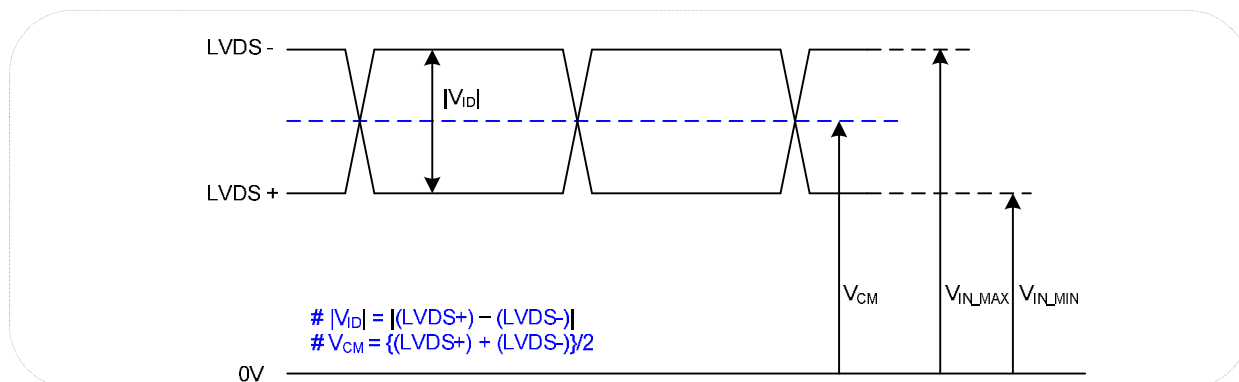 LVDS -
|VID|
LVDS +
VCM
VIN_MAX
VIN_MIN
# |VID| = |(LVDS+) – (LVDS-)|
# VCM = {(LVDS+) + (LVDS-)}/2
0V